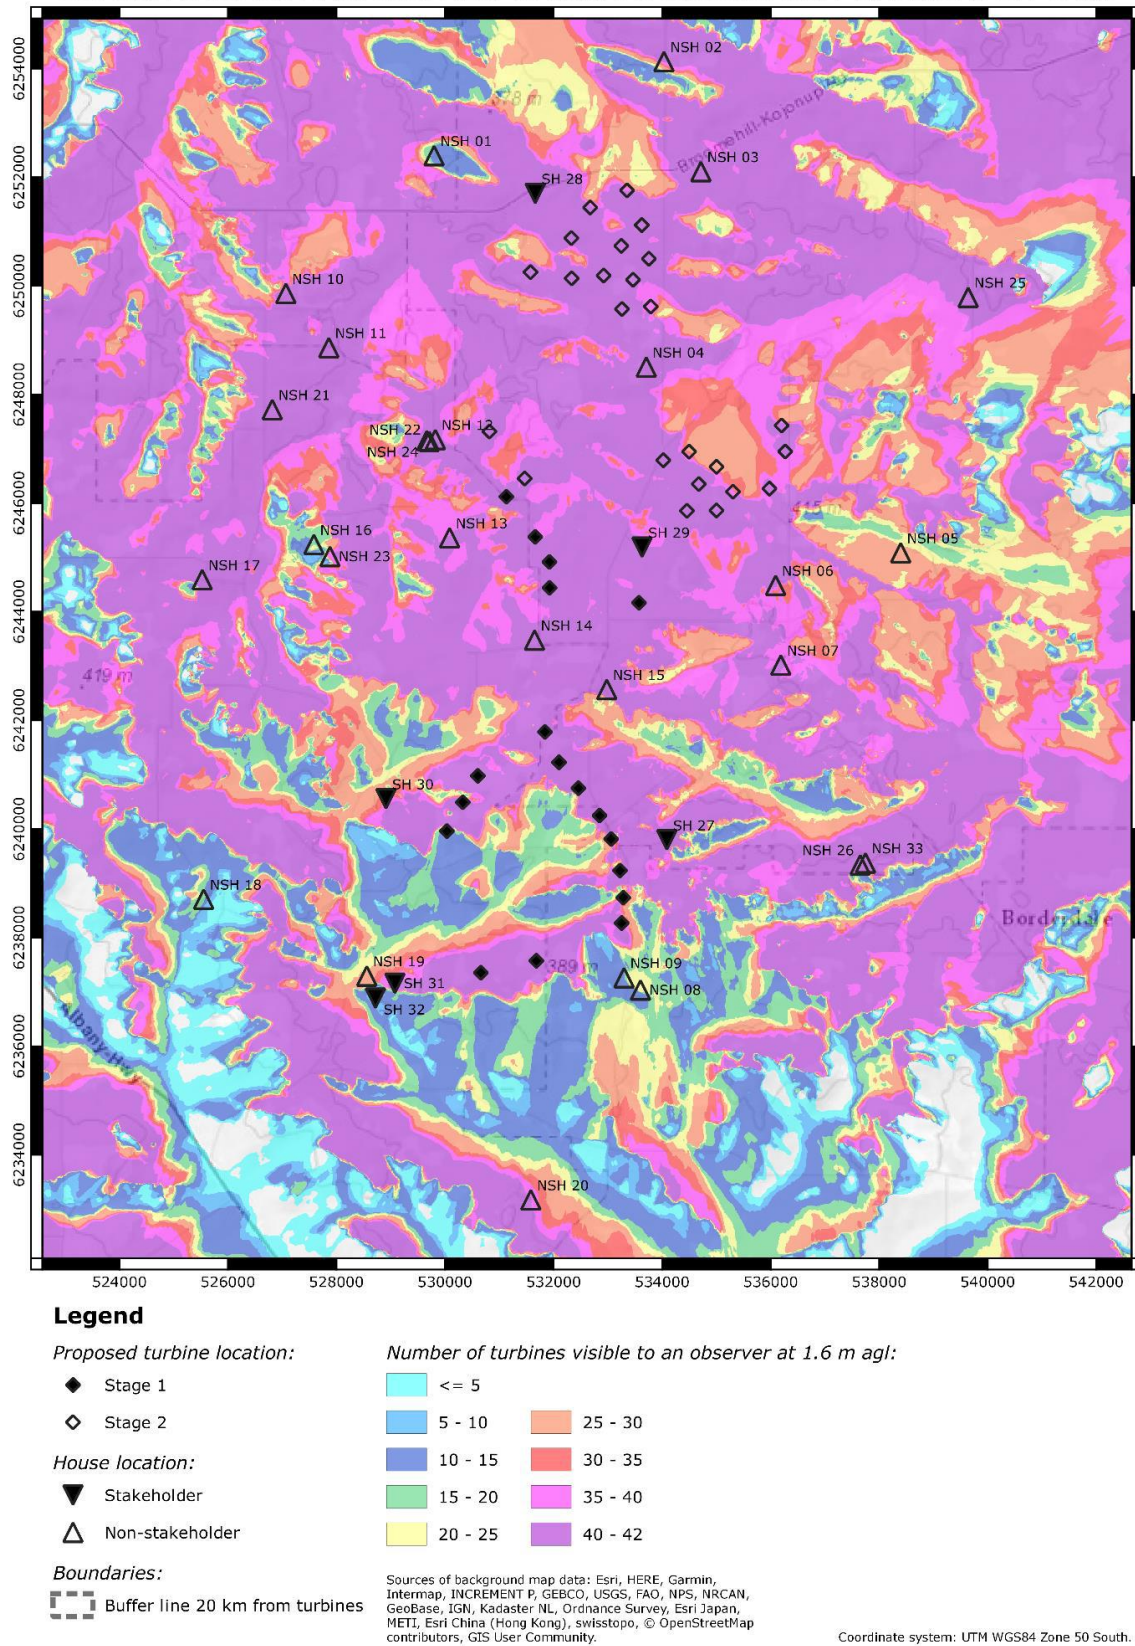 NSH 02
Broomehill-Kojonup
378 m
NSH 01
NSH 03
SH 28
NSH 10
NSH 25
NSH 11
NSH 04
NSH 21
NSH 22
NSH 12
NSH 24
415 m
NSH 13
SH 29
NSH 16
NSH 05
NSH 23
NSH 17
NSH 06
NSH 14
NSH 07
419 m
NSH 15
SH 30
SH 27
NSH 26
NSH 33
NSH 18
Borderdale
NSH 19
389 m
NSH 09
SH 31
NSH 08
SH 32
Albany Hwy
NSH 20
6254000
6252000
6250000
6248000
6246000
6244000
6242000
6240000
6238000
6236000
6234000
524000 526000 528000 530000 532000 534000 536000 538000 540000 542000
Legend
Proposed turbine location:
Stage 1
Stage 2
House location:
Stakeholder
Non-stakeholder
Boundaries:
Buffer line 20 km from turbines
Number of turbines visible to an observer at 1.6 m agl:
<= 5
5 - 10
10 - 15
15 - 20
20 - 25
25 - 30
30 - 35
35 - 40
40 - 42
Sources of background map data: Esri, HERE, Garmin,
Intermap, INCREMENT P, GEBCO, USGS, FAO, NPS, NRCAN,
GeoBase, IGN, Kadaster NL, Ordnance Survey, Esri Japan,
METI, Esri China (Hong Kong), swisstopo, © OpenStreetMap
contributors, GIS User Community.
Coordinate system: UTM WGS84 Zone 50 South.